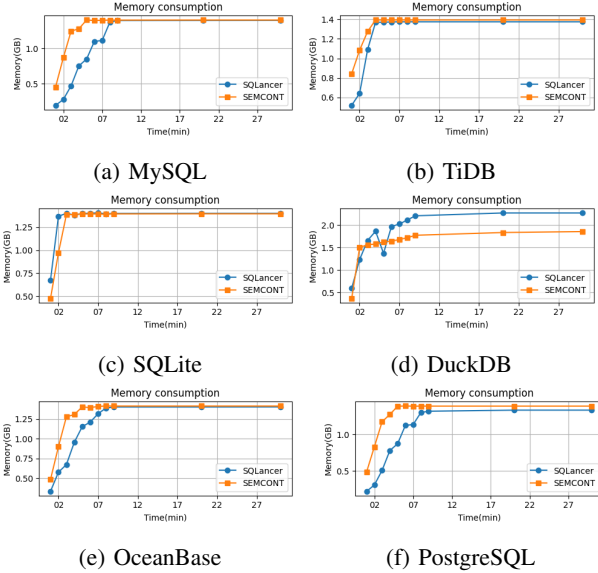 Memory consumption
Memory(GB)
1.0
0.5
SQLancer
SEMCONT
02 07 12 17 22 27
Time(min)
(a) MySQL
Memory consumption
Memory(GB)
1.4
1.2
1.0
0.8
0.6
SQLancer
SEMCONT
02 07 12 17 22 27
Time(min)
(b) TiDB
Memory consumption
Memory(GB)
1.25
1.00
0.75
0.50
SQLancer
SEMCONT
02 07 12 17 22 27
Time(min)
(c) SQLite
Memory consumption
Memory(GB)
2.0
1.5
1.0
0.5
SQLancer
SEMCONT
02 07 12 17 22 27
Time(min)
(d) DuckDB
Memory consumption
Memory(GB)
1.25
1.00
0.75
0.50
SQLancer
SEMCONT
02 07 12 17 22 27
Time(min)
(e) OceanBase
Memory consumption
Memory(GB)
1.0
0.5
SQLancer
SEMCONT
02 07 12 17 22 27
Time(min)
(f) PostgreSQL